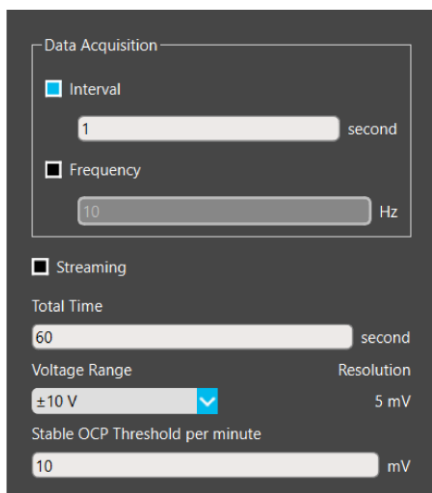 Data Acquisition
Interval
1 second
Frequency
10 Hz
Streaming
Total Time
60 second
Voltage Range Resolution
±10 V 5 mV
Stable OCP Threshold per minute
10 mV